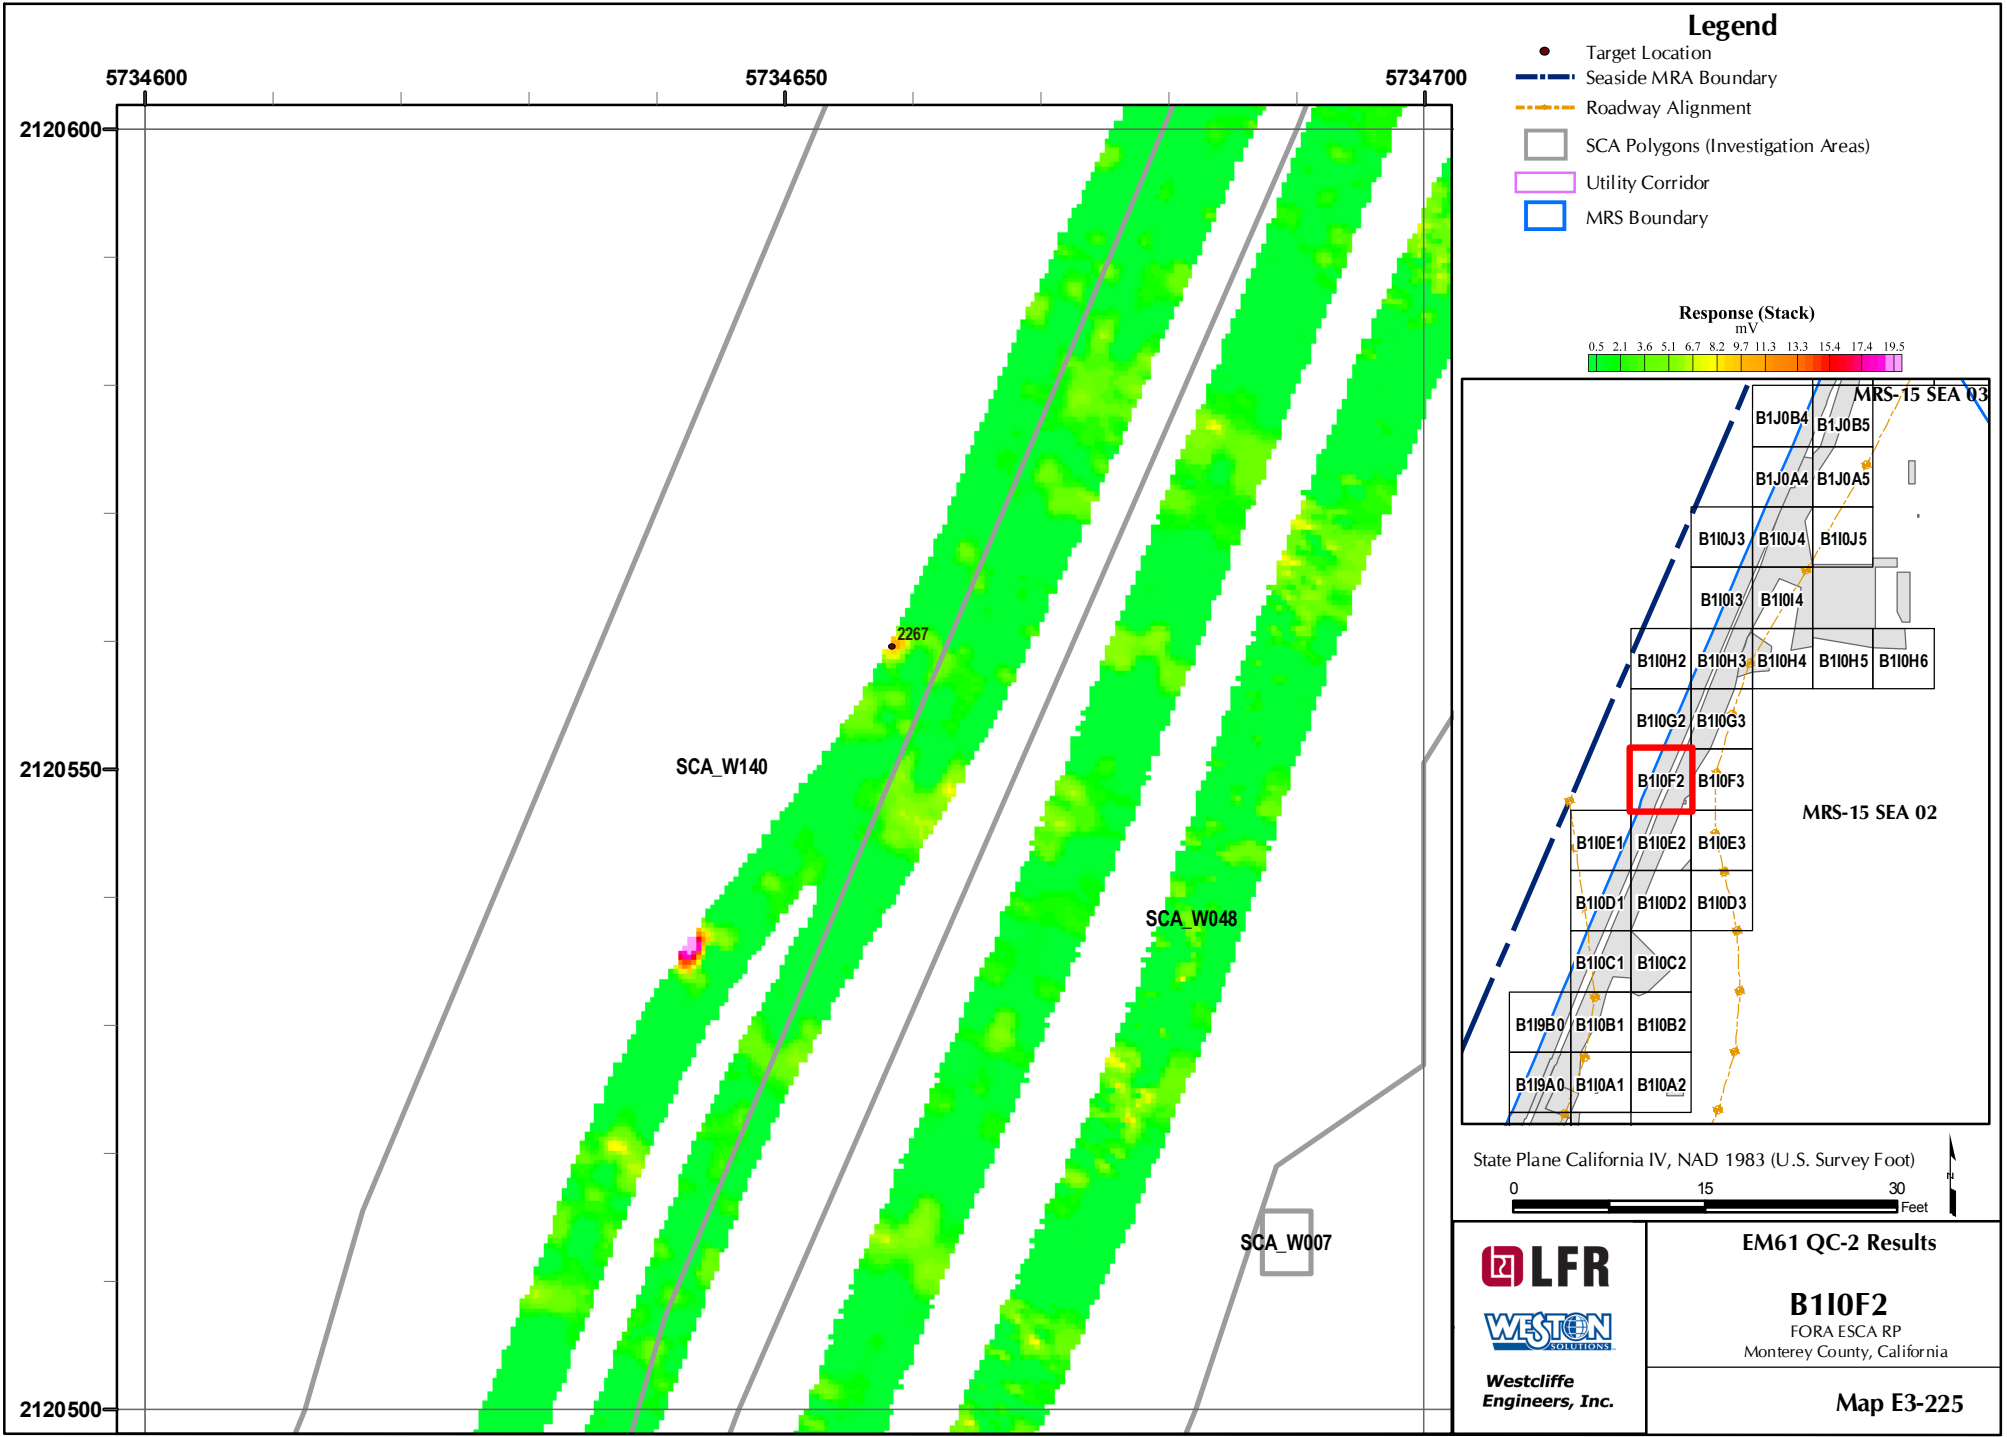 Legend
Target Location
Seaside MRA Boundary
Roadway Alignment
SCA Polygons (Investigation Areas)
Utility Corridor
MRS Boundary
5734600
5734650
5734700
2120600
2120550
2120500
2267
SCA_W140
SCA_W048
SCA_W007
Response (Stack)
mV
0.5 2.1 3.6 5.1 6.7 8.2 9.7 11.3 13.3 15.4 17.4 19.5
MRS-15 SEA 03
B1J0B4 B1J0B5
B1J0A4 B1J0A5
B1I0J3 B1I0J4 B1I0J5
B1I0I3 B1I0I4
B1I0H2 B1I0H3 B1I0H4 B1I0H5 B1I0H6
B1I0G2 B1I0G3
B1I0F2 B1I0F3
MRS-15 SEA 02
B1I0E1 B1I0E2 B1I0E3
B1I0D1 B1I0D2 B1I0D3
B1I0C1 B1I0C2
B1I9B0 B1I0B1 B1I0B2
B1I9A0 B1I0A1 B1I0A2
State Plane California IV, NAD 1983 (U.S. Survey Foot)
0 15 30
Feet
N
LFR
WESTON
SOLUTIONS
Westcliffe
Engineers, Inc.
EM61 QC-2 Results
B1I0F2
FORA ESCA RP
Monterey County, California
Map E3-225